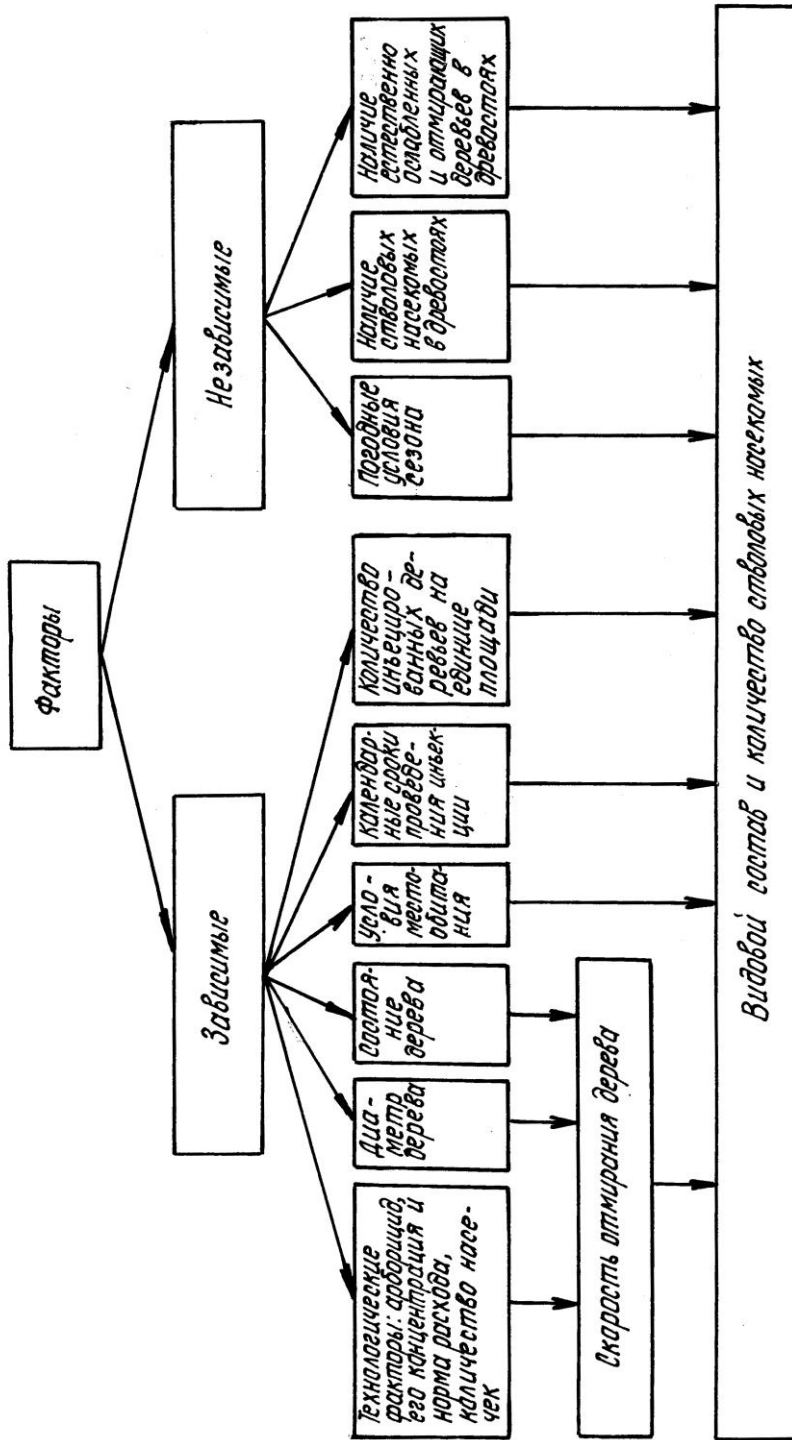 Факторы
Зависимые
Независимые
Технологические
факторы: арборицид,
его концентрация и
норма расхода,
количество насе-
чек
Диа-
метр
дерева
Состоя-
ние
дерева
Усло-
вия
место-
обита-
ния
Календар-
ные сроки
проведе-
ния инъек-
ции
Количество
инъециро-
ванных де-
ревьев на
единице
площади
Погодные
условия
сезона
Наличие
стволовых
насекомых
в древостоях
Наличие
естественно
ослабленных
и отмирающих
деревьев в
древостоях
Скорость отмирания дерева
Видовой состав и количество стволовых насекомых